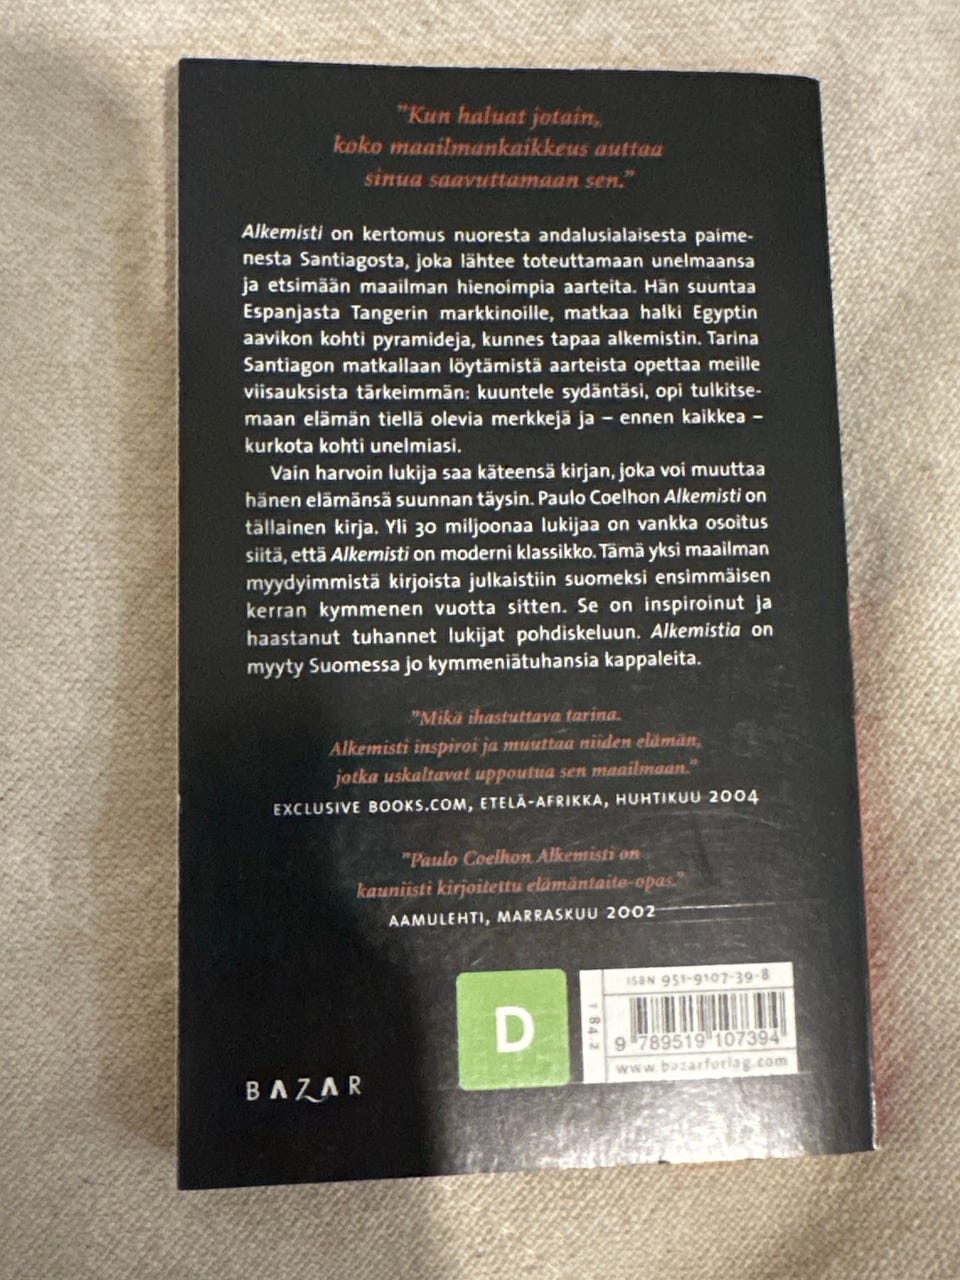 "Kun haluat jotain,
koko maailmankaikkeus auttaa
sinua saavuttamaan sen."
Alkemisti on kertomus nuoresta andalusialaisesta paime-
nesta Santiagosta, joka lähtee toteuttamaan unelmaansa
ja etsimään maailman hienoimpia aarteita. Hän suuntaa
Espanjasta Tangerin markkinoille, matkaa halki Egyptin
aavikon kohti pyramideja, kunnes tapaa alkemistin. Tarina
Santiagon matkallaan löytämistä aarteista opettaa meille
viisauksista tärkeimmän: kuuntele sydäntäsi, opi tulkitse-
maan elämän tiellä olevia merkkejä ja – ennen kaikkea –
kurkota kohti unelmiasi.
Vain harvoin lukija saa käteensä kirjan, joka voi muuttaa
hänen elämänsä suunnan täysin. Paulo Coelhon Alkemisti on
tällainen kirja. Yli 30 miljoonaa lukijaa on vankka osoitus
siitä, että Alkemisti on moderni klassikko. Tämä yksi maailman
myydyimmistä kirjoista julkaistiin suomeksi ensimmäisen
kerran kymmenen vuotta sitten. Se on inspiroinut ja
haastanut tuhannet lukijat pohdiskeluun. Alkemistia on
myyty Suomessa jo kymmeniätuhansia kappaleita.
"Mikä ihastuttava tarina.
Alkemisti inspiroi ja muuttaa niiden elämän,
jotka uskaltavat uppoutua sen maailmaan."
EXCLUSIVE BOOKS.COM, ETELÄ-AFRIKKA, HUHTIKUU 2004
"Paulo Coelhon Alkemisti on
kauniisti kirjoitettu elämäntaito-opas."
AAMULEHTI, MARRASKUU 2002
BAZAR
D
T 84.2
ISBN 951-9107-39-8
9 789519 107394
www.bazarforlag.com